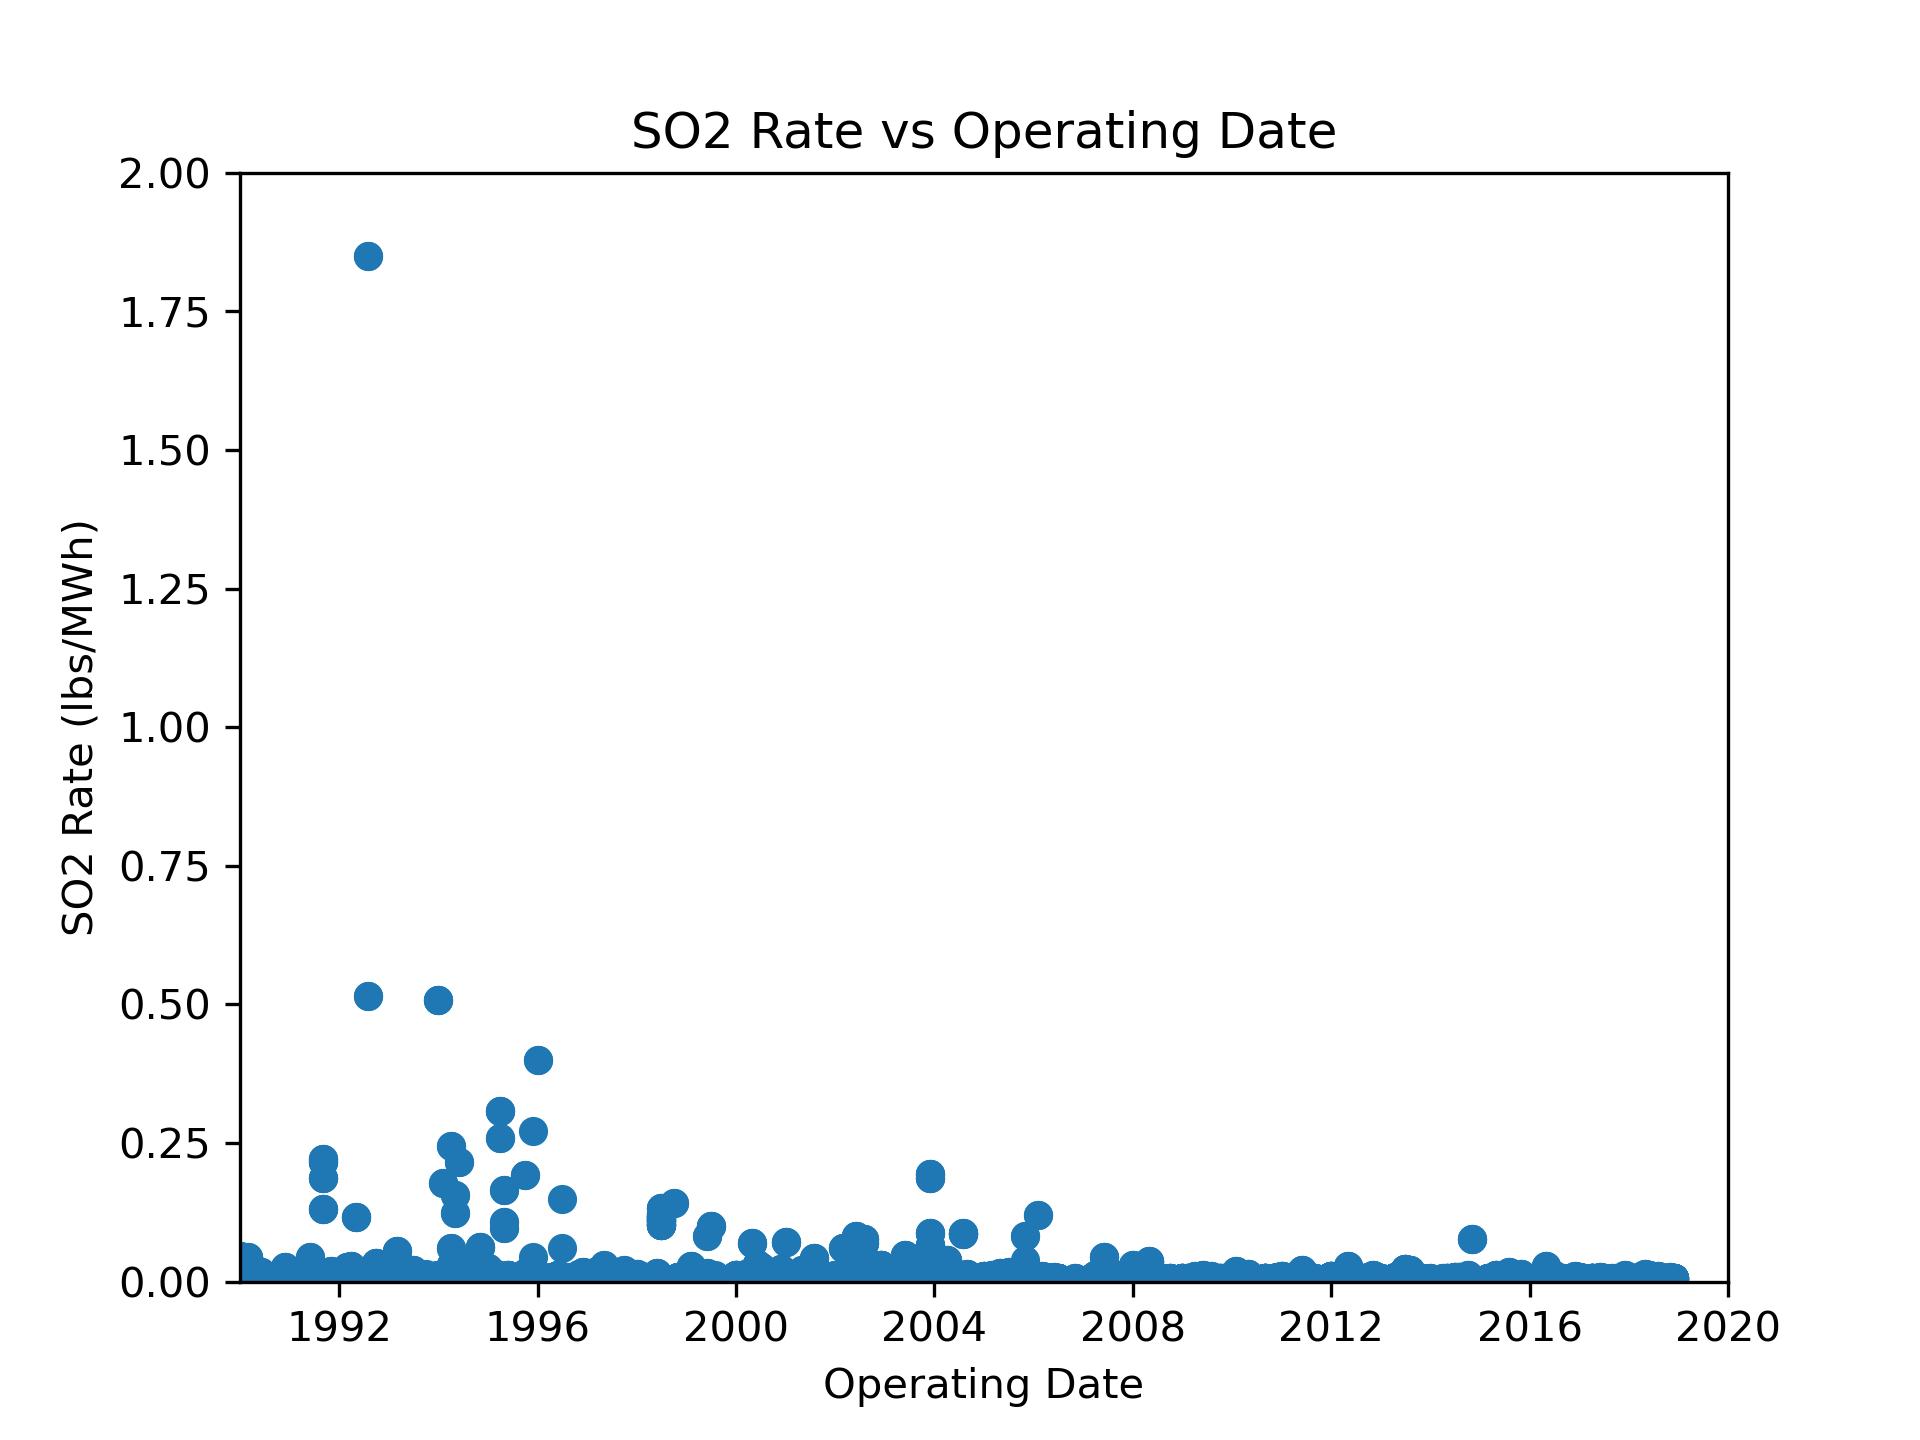 SO2 Rate vs Operating Date
2.00
1.75
1.50
1.25
1.00
0.75
0.50
0.25
0.00
SO2 Rate (lbs/MWh)
1992 1996 2000 2004 2008 2012 2016 2020
Operating Date